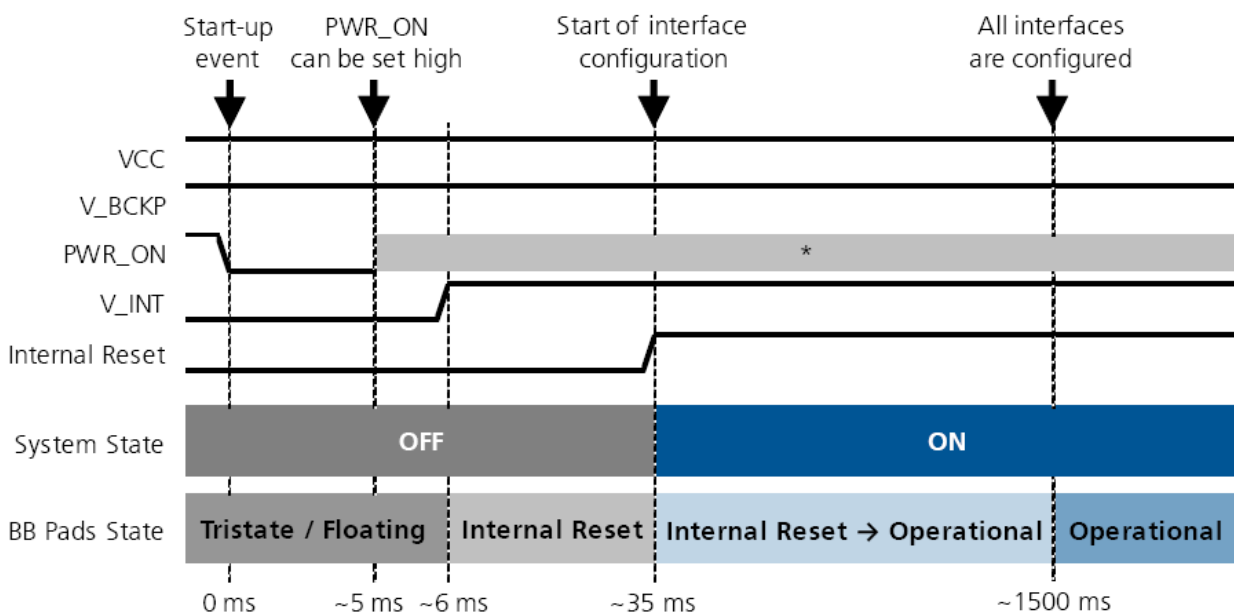 Start-up
event
PWR_ON
can be set high
Start of interface
configuration
All interfaces
are configured
VCC
V_BCKP
PWR_ON
*
V_INT
Internal Reset
System State
OFF
ON
BB Pads State
Tristate / Floating
Internal Reset
Internal Reset → Operational
Operational
0 ms
~5 ms
~6 ms
~35 ms
~1500 ms